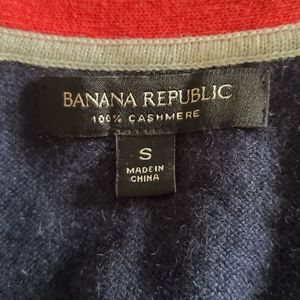 BANANA REPUBLIC
100% CASHMERE
S
MADE IN
CHINA